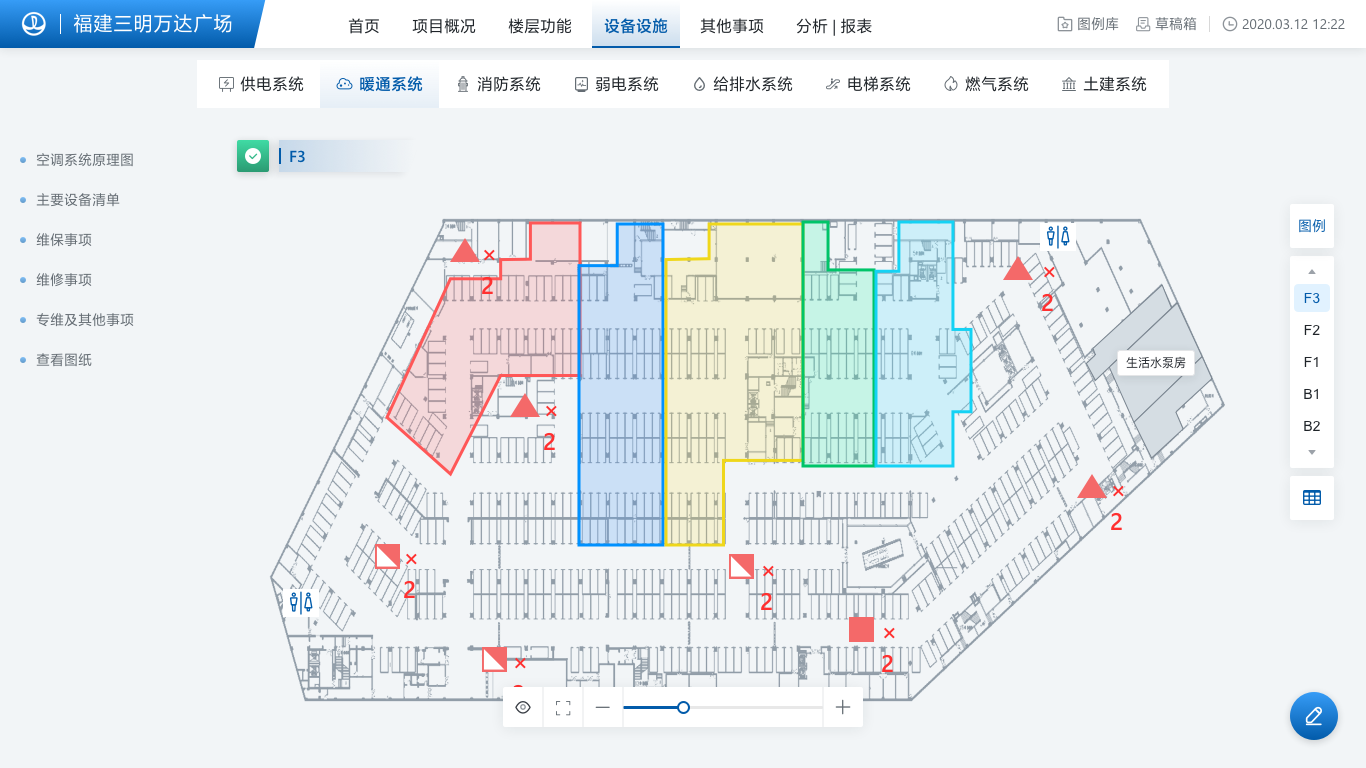 福建三明万达广场
首页 项目概况 楼层功能 设备设施 其他事项 分析 | 报表
图例库 草稿箱 2020.03.12 12:22
供电系统 暖通系统 消防系统 弱电系统 给排水系统 电梯系统 燃气系统 土建系统
空调系统原理图
主要设备清单
维保事项
维修事项
专维及其他事项
查看图纸
F3
× 2
× 2
× 2
× 2
× 2
× 2
× 2
×
生活水泵房
图例
F3
F2
F1
B1
B2